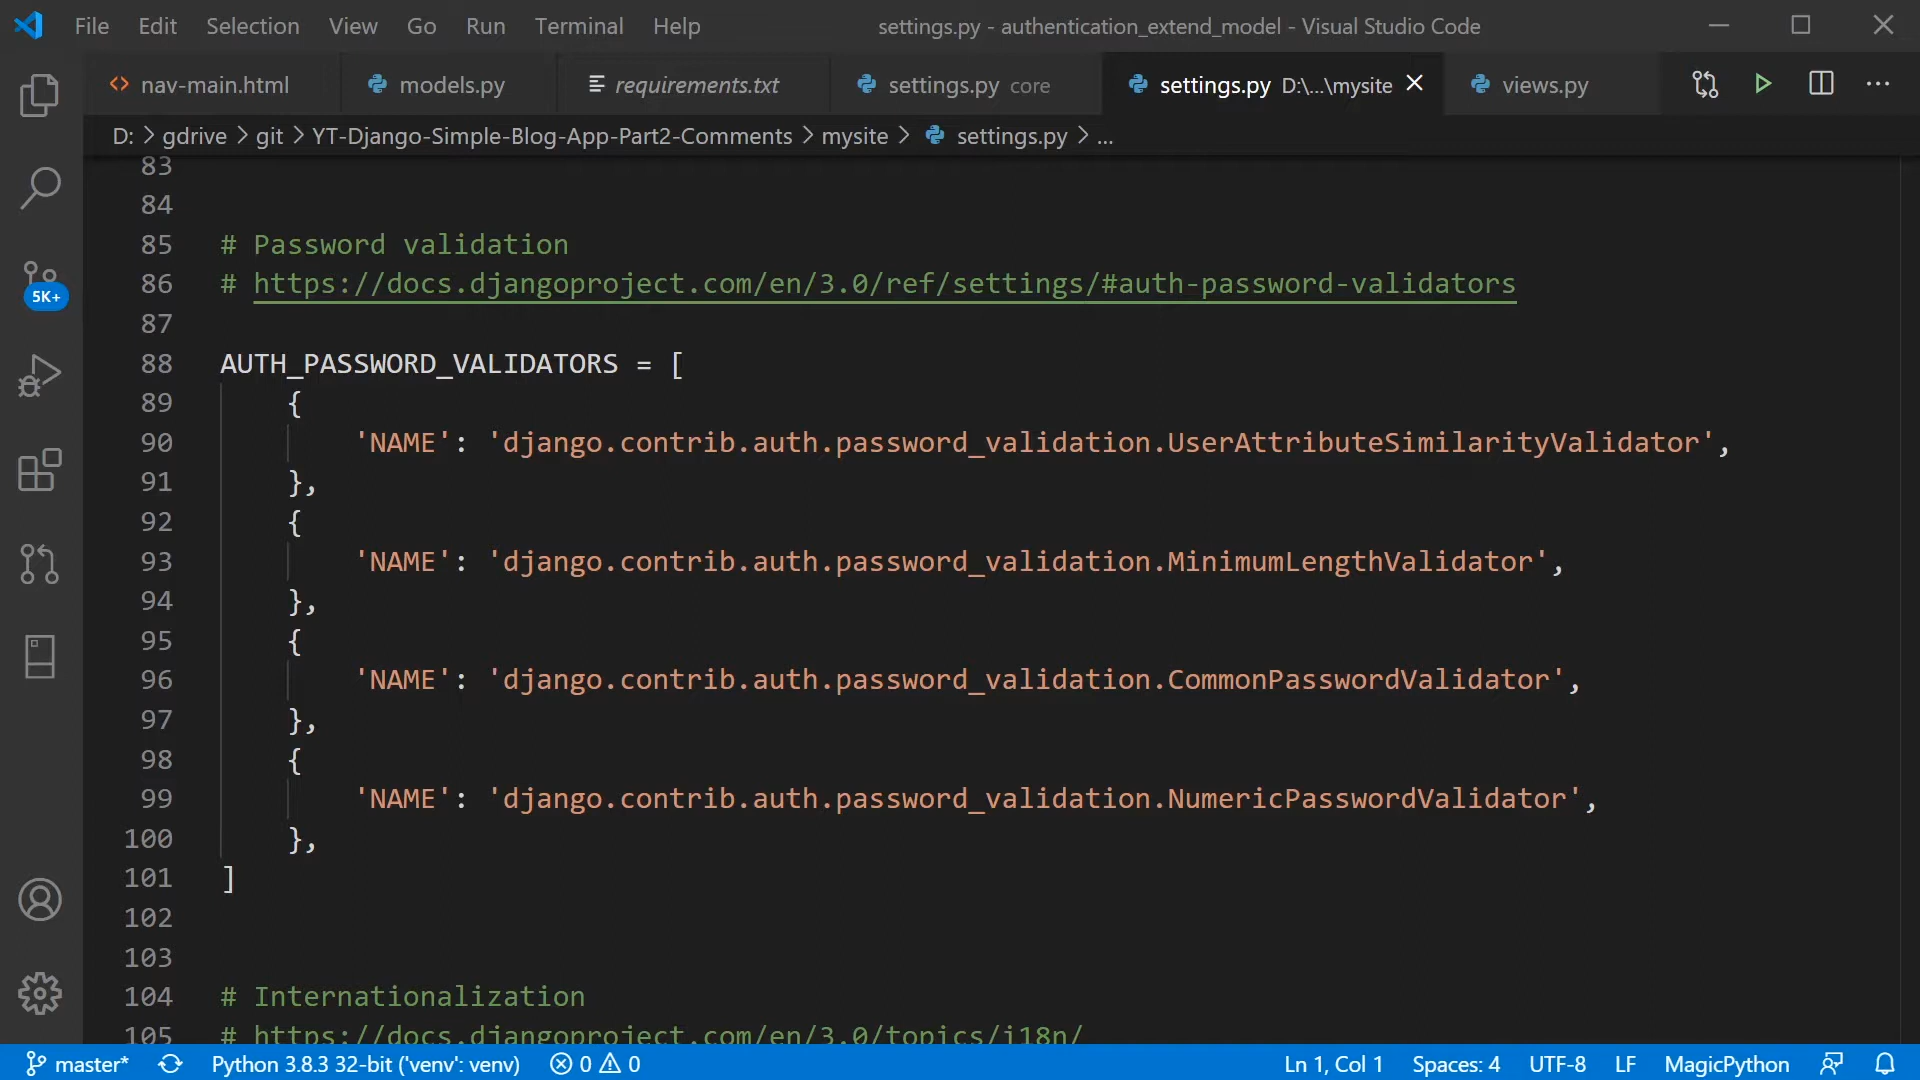 File Edit Selection View Go Run Terminal Help settings.py - authentication_extend_model - Visual Studio Code
nav-main.html models.py requirements.txt settings.py core settings.py D:\...\mysite views.py
D: > gdrive > git > YT-Django-Simple-Blog-App-Part2-Comments > mysite > settings.py > ...
83
84
85 # Password validation
86 # https://docs.djangoproject.com/en/3.0/ref/settings/#auth-password-validators
87
88 AUTH_PASSWORD_VALIDATORS = [
89 {
90 'NAME': 'django.contrib.auth.password_validation.UserAttributeSimilarityValidator',
91 },
92 {
93 'NAME': 'django.contrib.auth.password_validation.MinimumLengthValidator',
94 },
95 {
96 'NAME': 'django.contrib.auth.password_validation.CommonPasswordValidator',
97 },
98 {
99 'NAME': 'django.contrib.auth.password_validation.NumericPasswordValidator',
100 },
101 ]
102
103
104 # Internationalization
105 # https://docs.djangoproject.com/en/3.0/topics/i18n/
5K+
master* Python 3.8.3 32-bit ('venv': venv) 0 0 Ln 1, Col 1 Spaces: 4 UTF-8 LF MagicPython